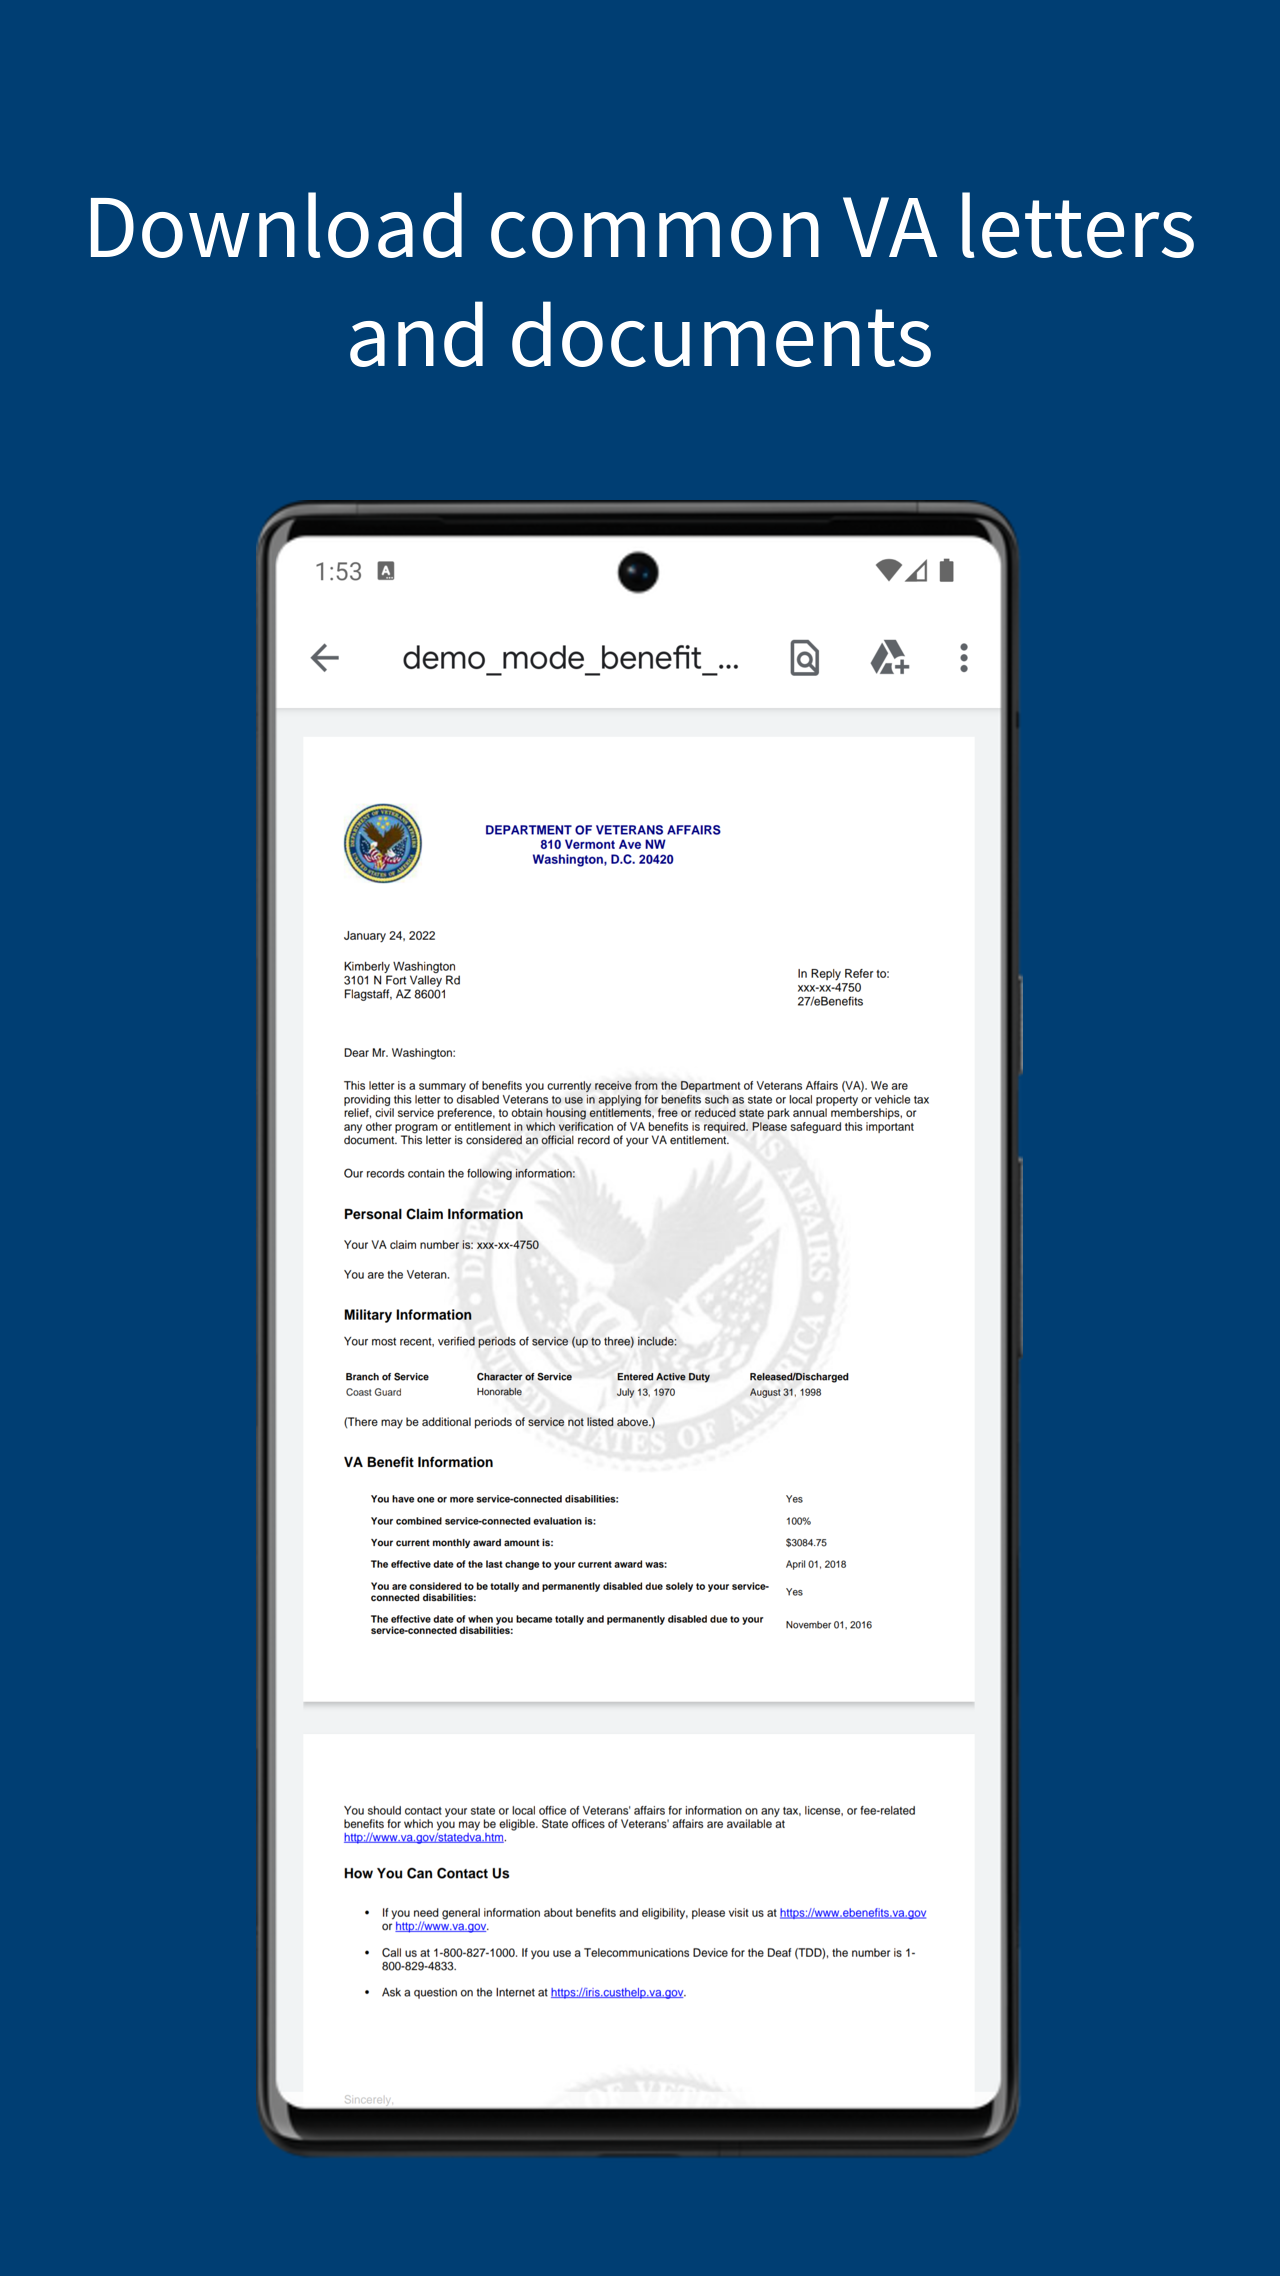 Download common VA letters
and documents
1:53
A
demo_mode_benefit_...
DEPARTMENT OF VETERANS AFFAIRS
810 Vermont Ave NW
Washington, D.C. 20420
January 24, 2022
Kimberly Washington
3101 N Fort Valley Rd
Flagstaff, AZ 86001
In Reply Refer to:
xxx-xx-4750
27/eBenefits
Dear Mr. Washington:
This letter is a summary of benefits you currently receive from the Department of Veterans Affairs (VA). We are
providing this letter to disabled Veterans to use in applying for benefits such as state or local property or vehicle tax
relief, civil service preference, to obtain housing entitlements, free or reduced state park annual memberships, or
any other program or entitlement in which verification of VA benefits is required. Please safeguard this important
document. This letter is considered an official record of your VA entitlement.
Our records contain the following information:
Personal Claim Information
Your VA claim number is: xxx-xx-4750
You are the Veteran.
Military Information
Your most recent, verified periods of service (up to three) include:
Branch of Service Character of Service Entered Active Duty Released/Discharged
Coast Guard Honorable July 13, 1970 August 31, 1998
(There may be additional periods of service not listed above.)
VA Benefit Information
You have one or more service-connected disabilities: Yes
Your combined service-connected evaluation is: 100%
Your current monthly award amount is: $3084.75
The effective date of the last change to your current award was: April 01, 2018
You are considered to be totally and permanently disabled due solely to your service-
connected disabilities: Yes
The effective date of when you became totally and permanently disabled due to your
service-connected disabilities: November 01, 2016
You should contact your state or local office of Veterans' affairs for information on any tax, license, or fee-related
benefits for which you may be eligible. State offices of Veterans' affairs are available at
http://www.va.gov/statedva.htm.
How You Can Contact Us
• If you need general information about benefits and eligibility, please visit us at https://www.ebenefits.va.gov
or http://www.va.gov.
• Call us at 1-800-827-1000. If you use a Telecommunications Device for the Deaf (TDD), the number is 1-
800-829-4833.
• Ask a question on the Internet at https://iris.custhelp.va.gov.
Sincerely,